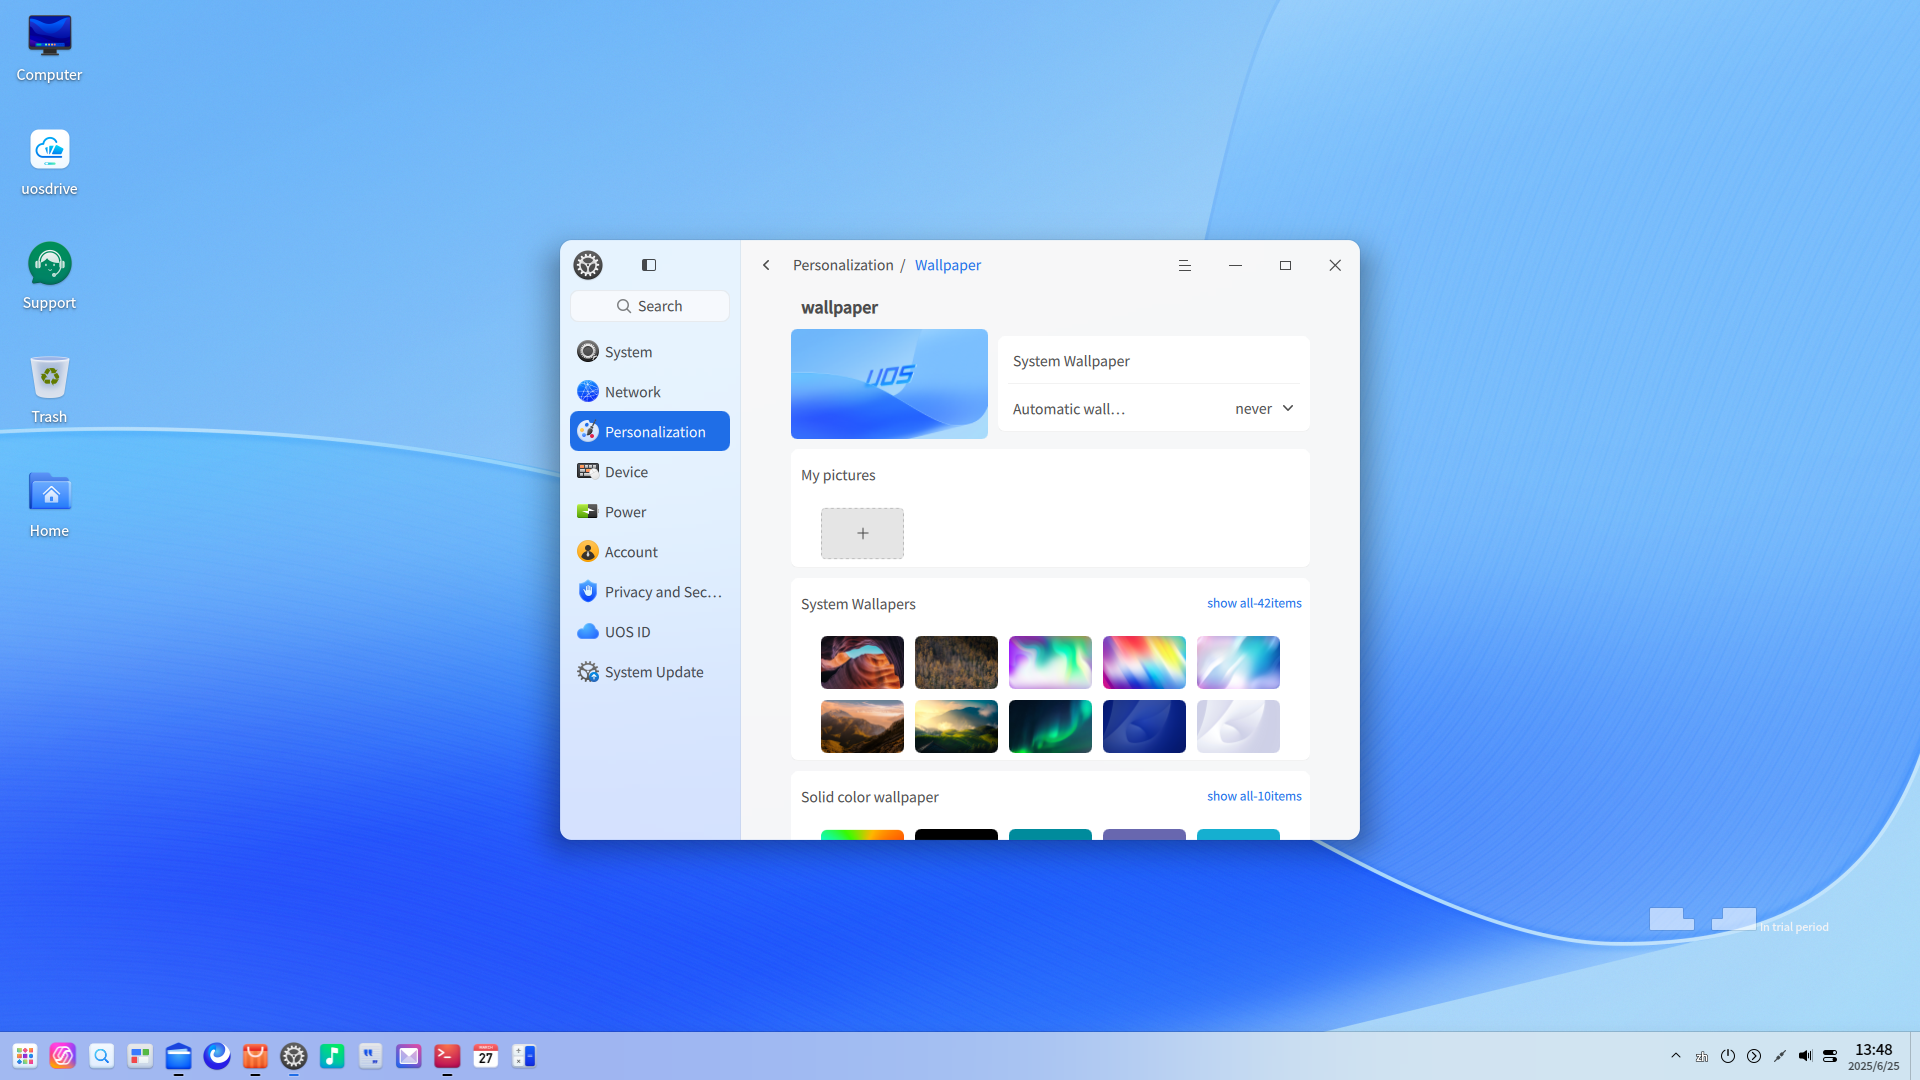 Computer
uosdrive
Support
Trash
Home
Search
System
Network
Personalization
Device
Power
Account
Privacy and Sec...
UOS ID
System Update
Personalization / Wallpaper
wallpaper
UOS
System Wallpaper
Automatic wall...
never
My pictures
System Wallapers
show all-42items
Solid color wallpaper
show all-10items
In trial period
27
zh
13:48
2025/6/25